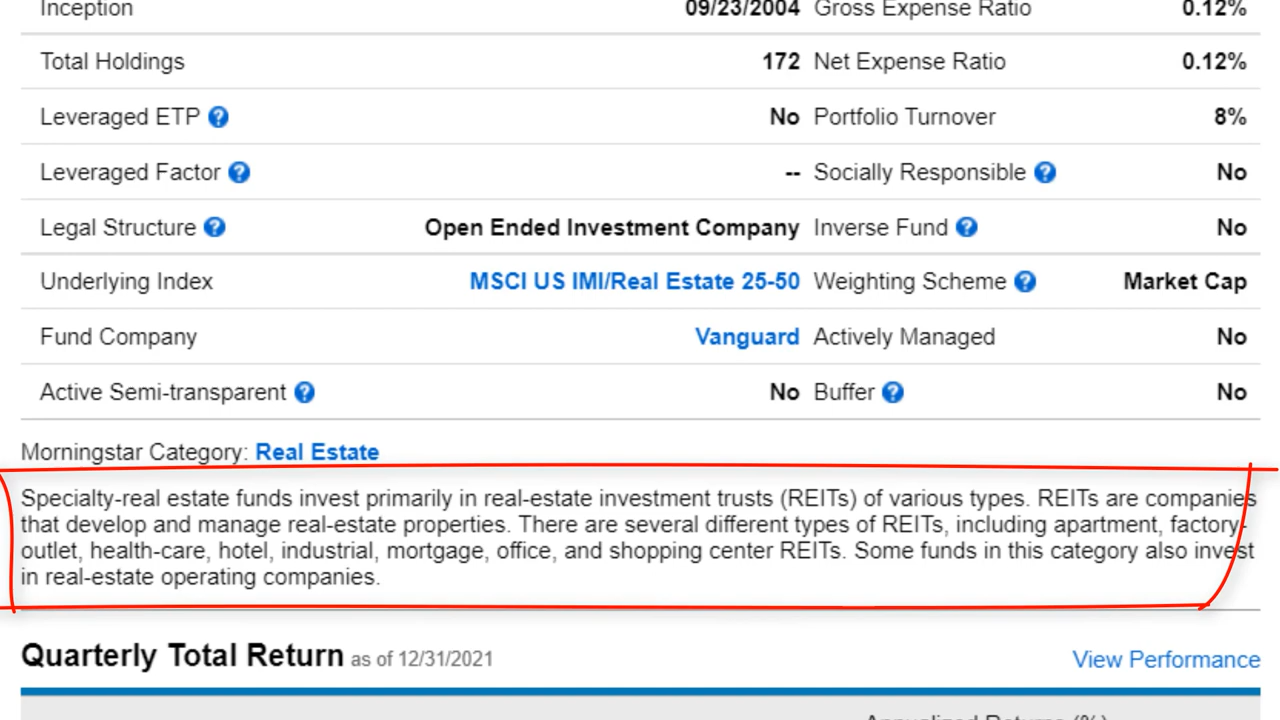 Inception 09/23/2004 Gross Expense Ratio 0.12%
Total Holdings 172 Net Expense Ratio 0.12%
Leveraged ETP ? No Portfolio Turnover 8%
Leveraged Factor ? -- Socially Responsible ? No
Legal Structure ? Open Ended Investment Company Inverse Fund ? No
Underlying Index MSCI US IMI/Real Estate 25-50 Weighting Scheme ? Market Cap
Fund Company Vanguard Actively Managed No
Active Semi-transparent ? No Buffer ? No
Morningstar Category: Real Estate
Specialty-real estate funds invest primarily in real-estate investment trusts (REITs) of various types. REITs are companies
that develop and manage real-estate properties. There are several different types of REITs, including apartment, factory-
outlet, health-care, hotel, industrial, mortgage, office, and shopping center REITs. Some funds in this category also invest
in real-estate operating companies.
Quarterly Total Return as of 12/31/2021 View Performance
Annualized Returns (%)